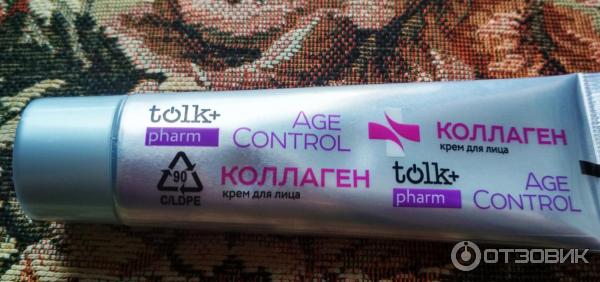 tolk+
pharm
AGE
CONTROL
КОЛЛАГЕН
крем для лица
90
C/LDPE
КОЛЛАГЕН
крем для лица
tolk+
pharm
AGE
CONTROL
ОТЗОВИК